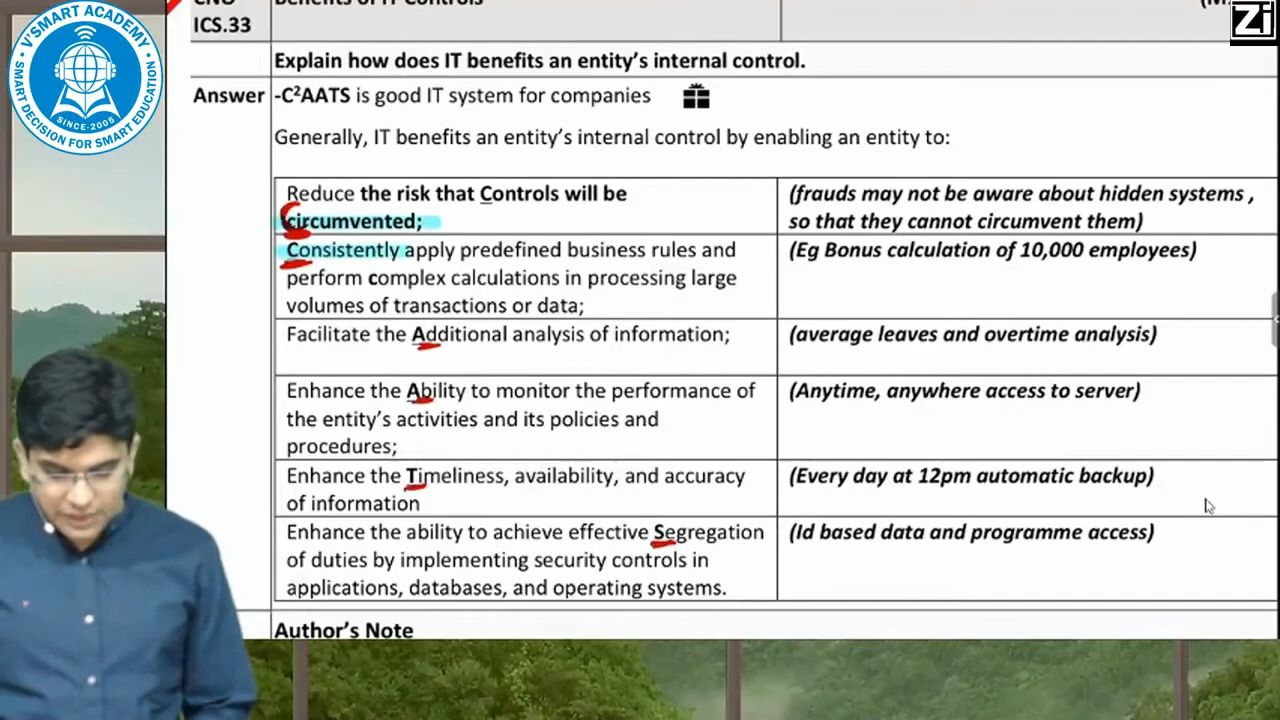 V'SMART ACADEMY
SMART DECISION FOR SMART EDUCATION
SINCE-2005
Zi
Benefits of IT Controls
ICS.33
Explain how does IT benefits an entity's internal control.
Answer
-C²AATS is good IT system for companies
Generally, IT benefits an entity's internal control by enabling an entity to:
Reduce the risk that Controls will be
circumvented;
(frauds may not be aware about hidden systems ,
so that they cannot circumvent them)
Consistently apply predefined business rules and
perform complex calculations in processing large
volumes of transactions or data;
(Eg Bonus calculation of 10,000 employees)
Facilitate the Additional analysis of information;
(average leaves and overtime analysis)
Enhance the Ability to monitor the performance of
the entity's activities and its policies and
procedures;
(Anytime, anywhere access to server)
Enhance the Timeliness, availability, and accuracy
of information
(Every day at 12pm automatic backup)
Enhance the ability to achieve effective Segregation
of duties by implementing security controls in
applications, databases, and operating systems.
(Id based data and programme access)
Author's Note